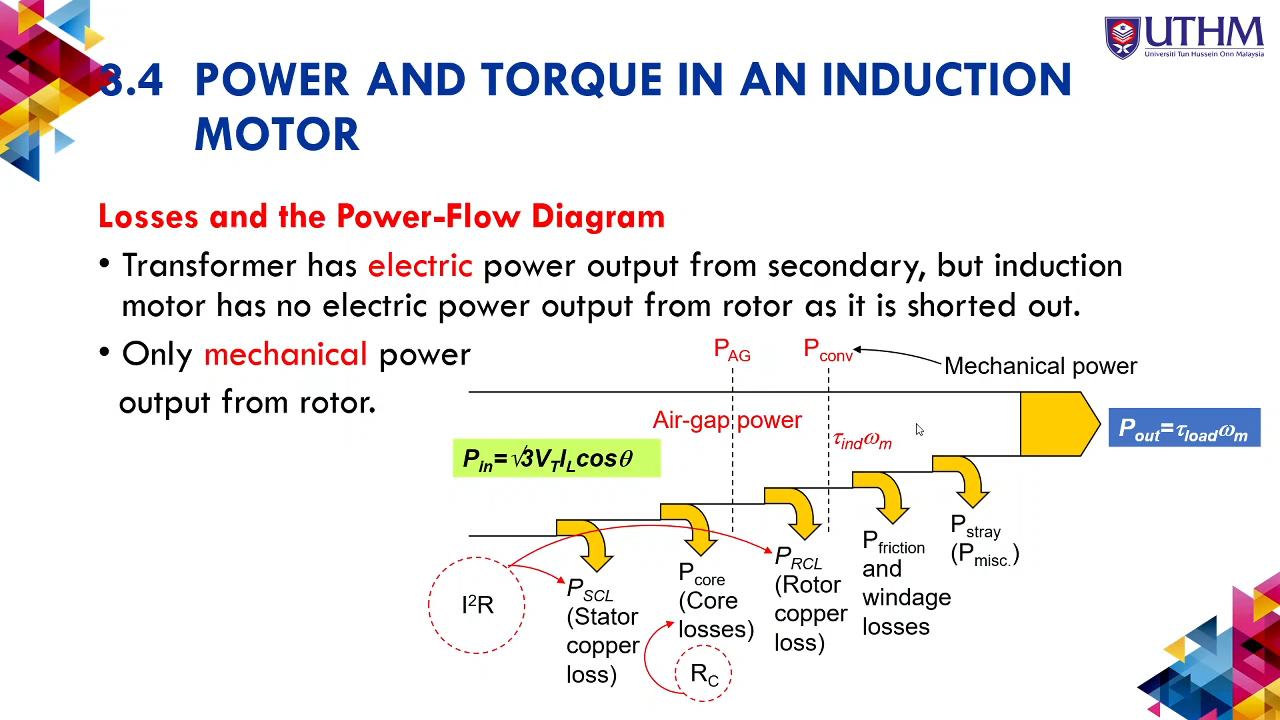 UTHM
Universiti Tun Hussein Onn Malaysia
3.4 POWER AND TORQUE IN AN INDUCTION
MOTOR
Losses and the Power-Flow Diagram
• Transformer has electric power output from secondary, but induction
motor has no electric power output from rotor as it is shorted out.
• Only mechanical power
output from rotor.
P_AG
P_conv
Mechanical power
Air-gap power
τ_ind ω_m
P_out=τ_load ω_m
P_in=√3V_T I_L cosθ
I²R
P_SCL
(Stator
copper
loss)
P_core
(Core
losses)
R_C
P_RCL
(Rotor
copper
loss)
P_friction
and
windage
losses
P_stray
(P_misc.)